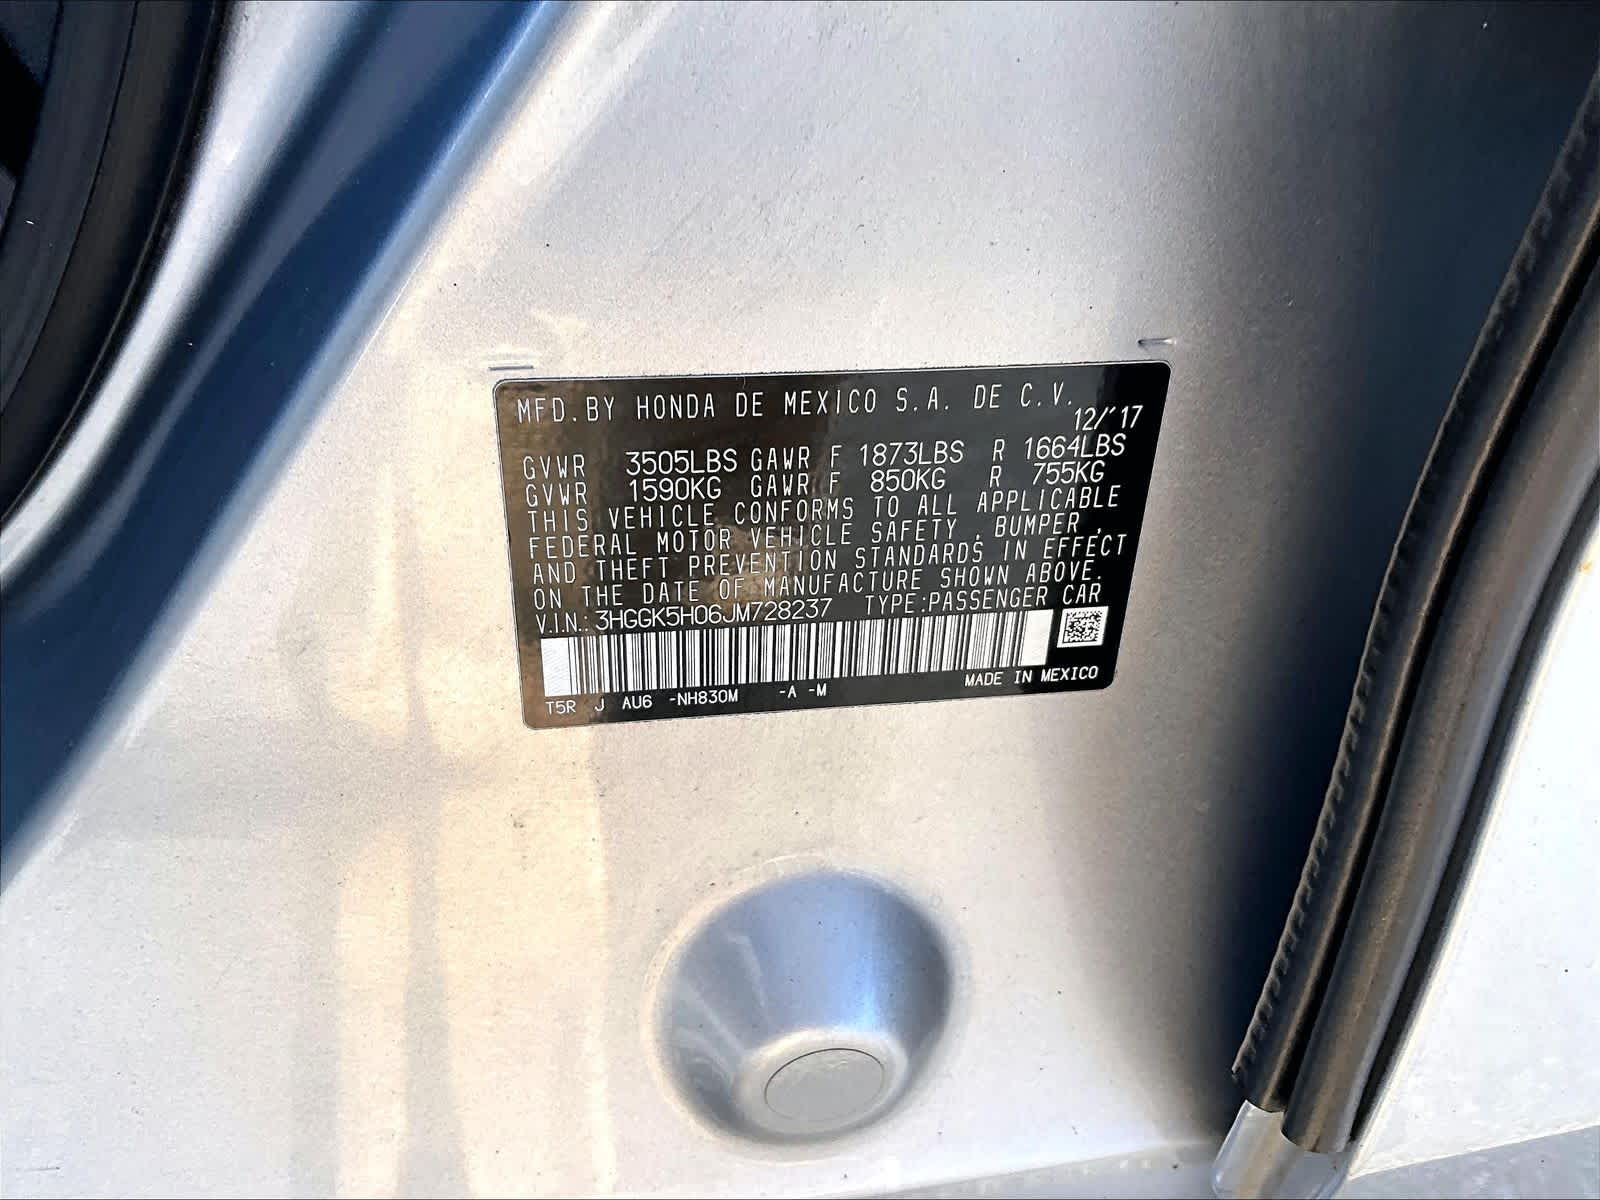 MFD. BY HONDA DE MEXICO S.A. DE C.V.
12/'17
GVWR 3505LBS GAWR F 1873LBS R 1664LBS
GVWR 1590KG GAWR F 850KG R 755KG
THIS VEHICLE CONFORMS TO ALL APPLICABLE
FEDERAL MOTOR VEHICLE SAFETY, BUMPER,
AND THEFT PREVENTION STANDARDS IN EFFECT
ON THE DATE OF MANUFACTURE SHOWN ABOVE.
V.I.N.: 3HGGK5H06JM728237 TYPE:PASSENGER CAR
MADE IN MEXICO
T5R J AU6 -NH830M -A -M